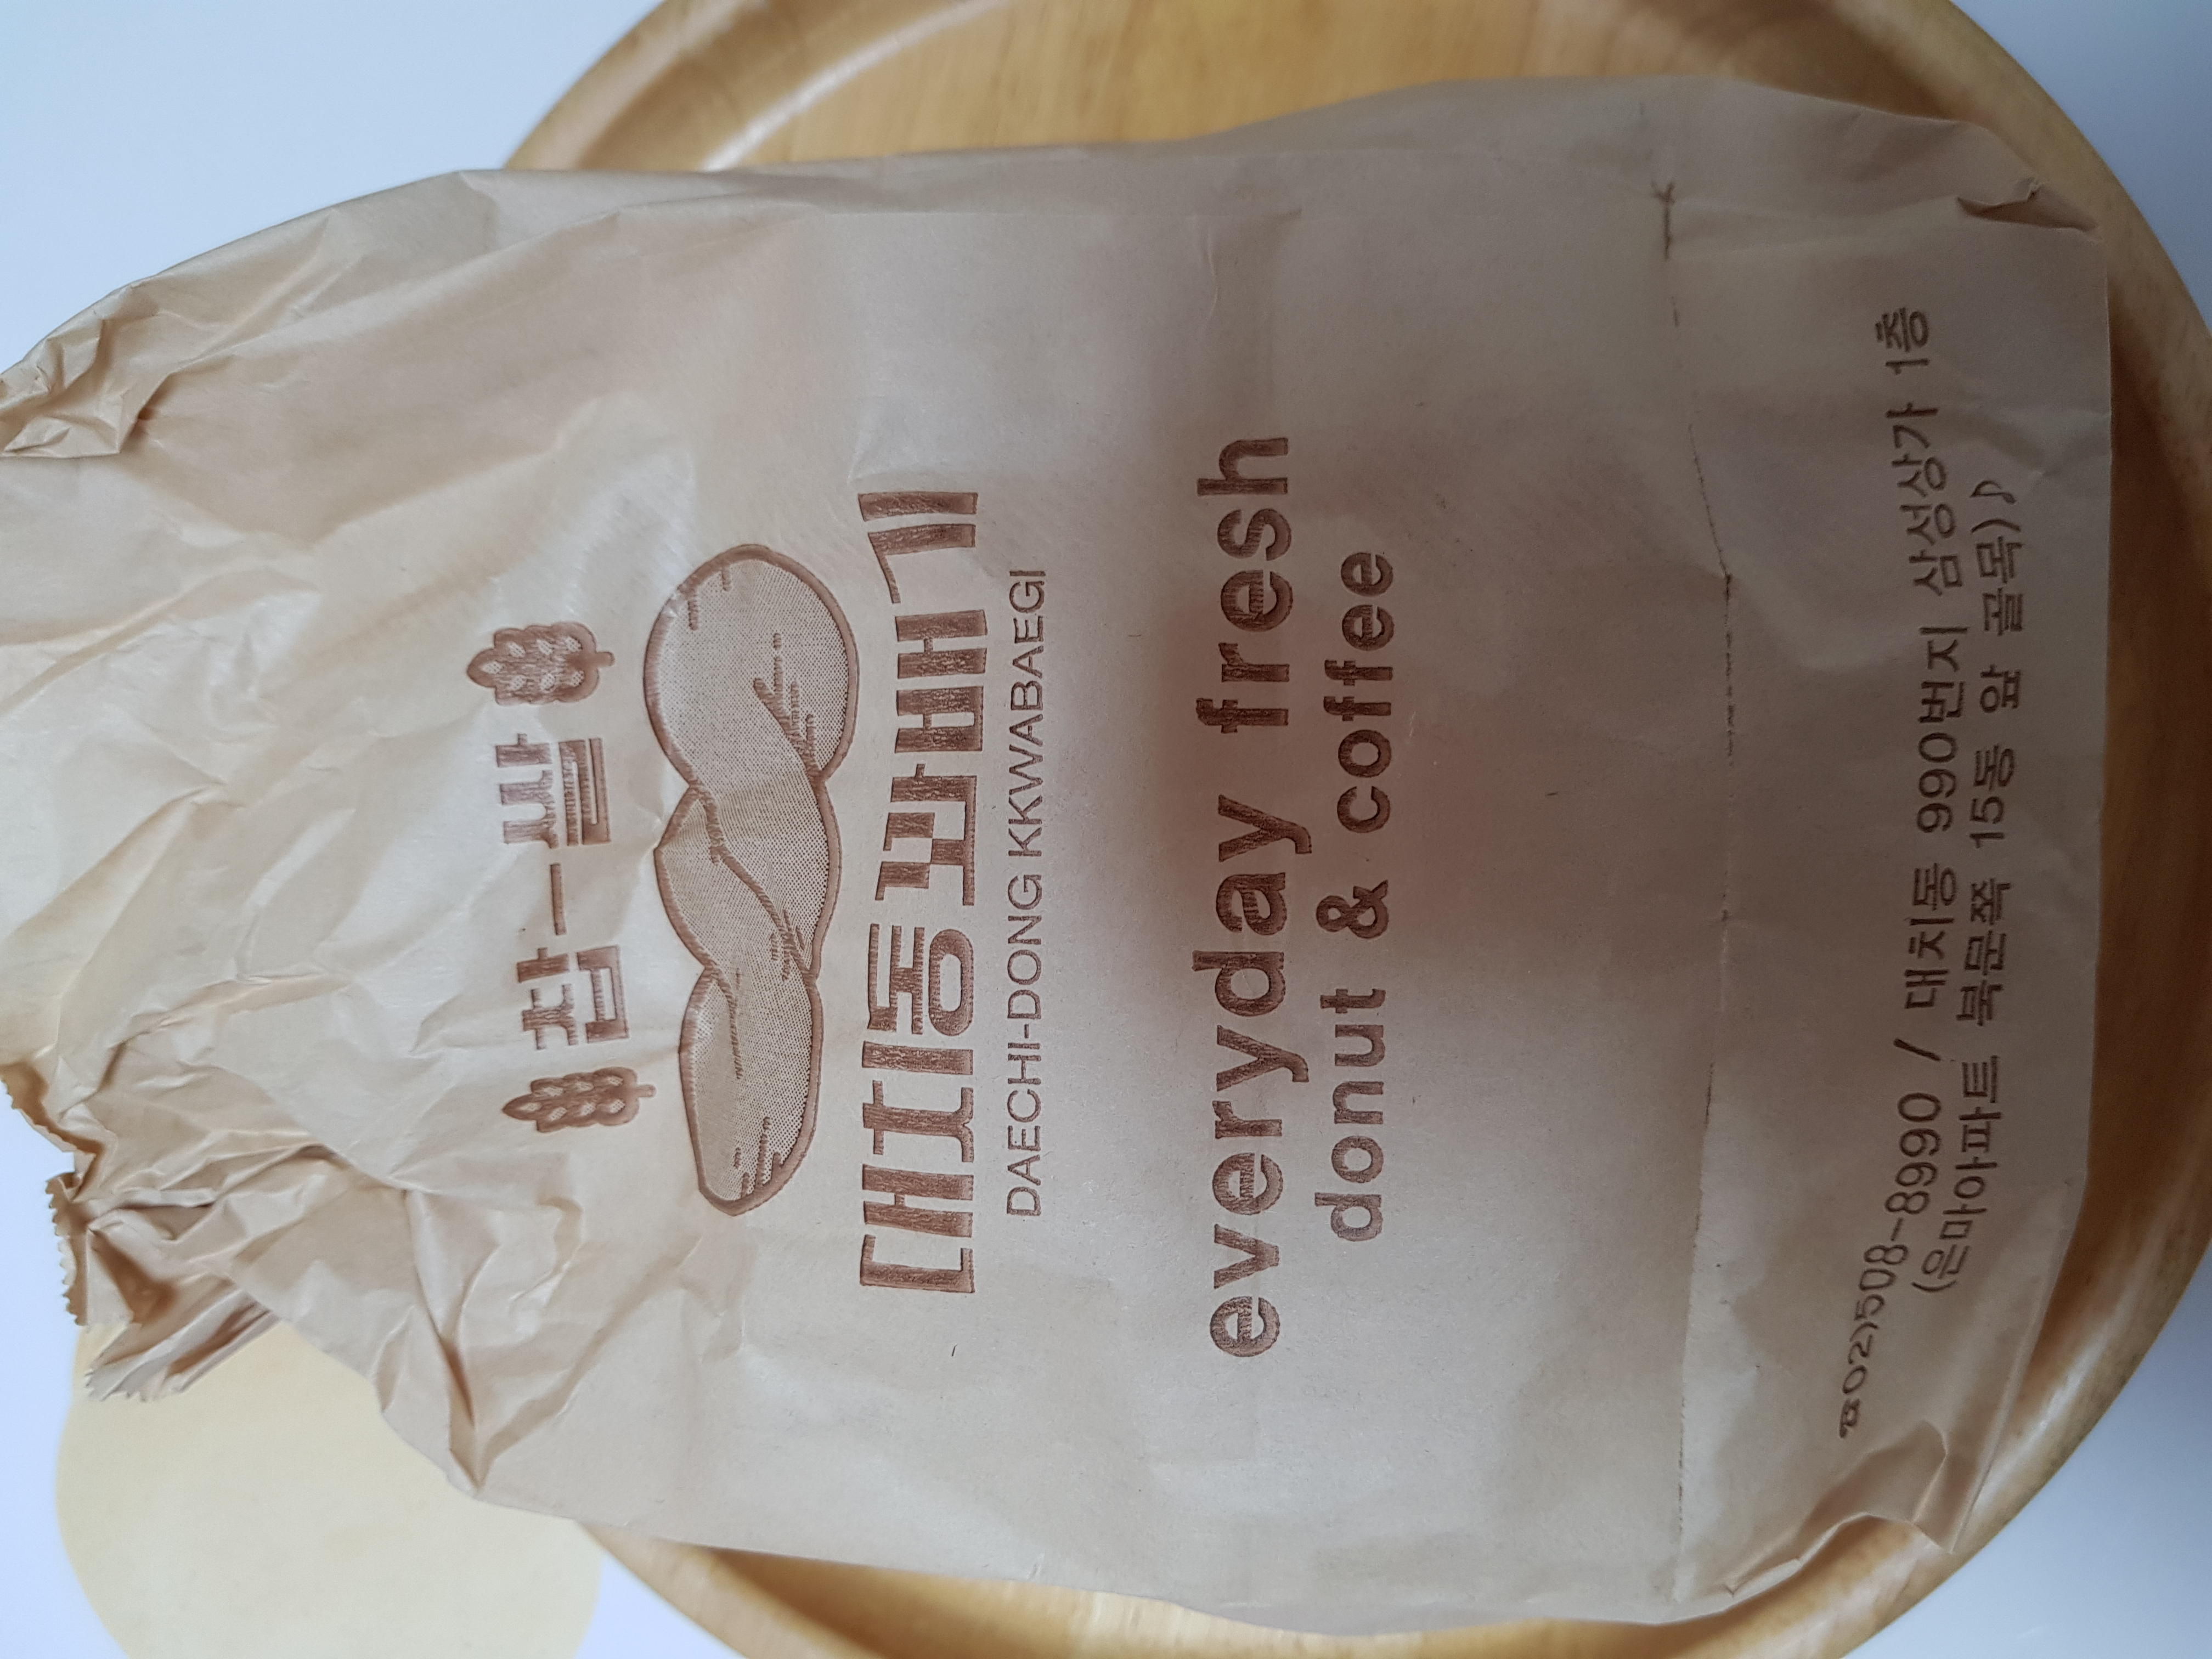 찹-쌀
대치동꽈배기
DAECHI-DONG KKWABAEGI
everyday fresh
donut & coffee
☎02)508-8990 / 대치동 990번지 삼성상가 1층
(은마아파트 북문쪽 15동 앞 골목)♪